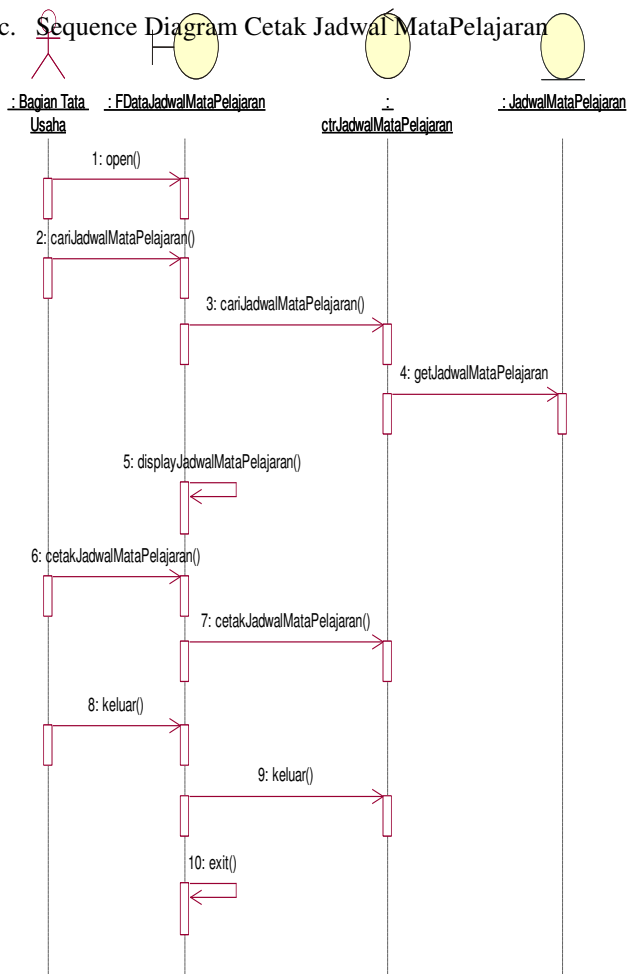 c. Sequence Diagram Cetak Jadwal MataPelajaran
: Bagian Tata
Usaha
: FDataJadwalMataPelajaran
:
ctrJadwalMataPelajaran
: JadwalMataPelajaran
1: open()
2: cariJadwalMataPelajaran()
3: cariJadwalMataPelajaran()
4: getJadwalMataPelajaran
5: displayJadwalMataPelajaran()
6: cetakJadwalMataPelajaran()
7: cetakJadwalMataPelajaran()
8: keluar()
9: keluar()
10: exit()